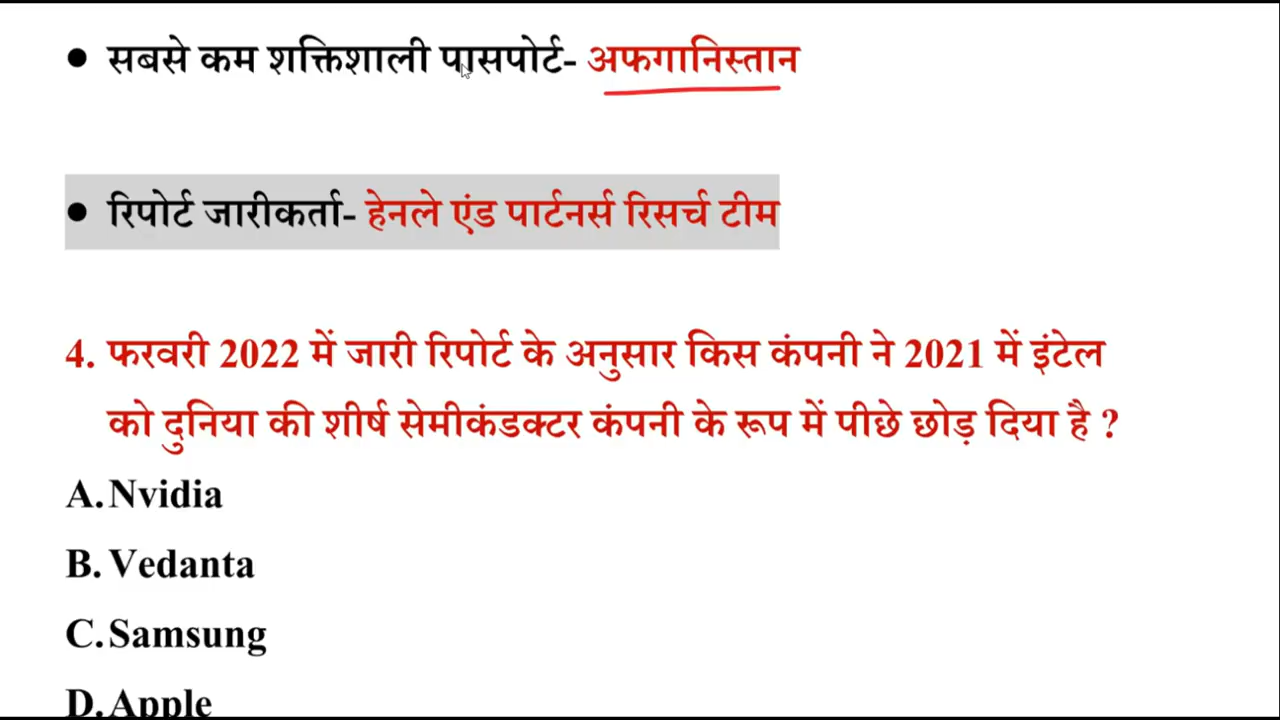 ● सबसे कम शक्तिशाली पासपोर्ट- अफगानिस्तान
● रिपोर्ट जारीकर्ता- हेनले एंड पार्टनर्स रिसर्च टीम
4. फरवरी 2022 में जारी रिपोर्ट के अनुसार किस कंपनी ने 2021 में इंटेल
को दुनिया की शीर्ष सेमीकंडक्टर कंपनी के रूप में पीछे छोड़ दिया है ?
A. Nvidia
B. Vedanta
C. Samsung
D. Apple